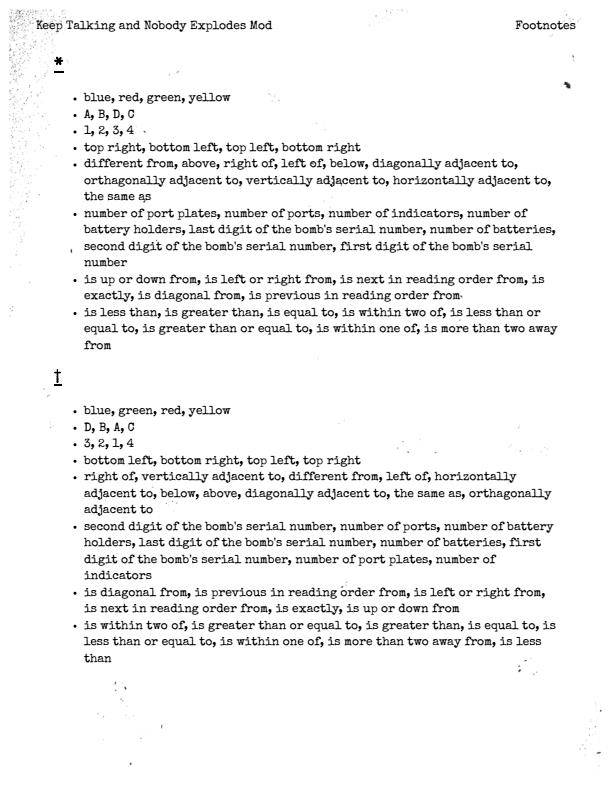 Keep Talking and Nobody Explodes Mod Footnotes
*
• blue, red, green, yellow
• A, B, D, C
• 1, 2, 3, 4
• top right, bottom left, top left, bottom right
• different from, above, right of, left of, below, diagonally adjacent to,
orthagonally adjacent to, vertically adjacent to, horizontally adjacent to,
the same as
• number of port plates, number of ports, number of indicators, number of
battery holders, last digit of the bomb's serial number, number of batteries,
second digit of the bomb's serial number, first digit of the bomb's serial
number
• is up or down from, is left or right from, is next in reading order from, is
exactly, is diagonal from, is previous in reading order from
• is less than, is greater than, is equal to, is within two of, is less than or
equal to, is greater than or equal to, is within one of, is more than two away
from
†
• blue, green, red, yellow
• D, B, A, C
• 3, 2, 1, 4
• bottom left, bottom right, top left, top right
• right of, vertically adjacent to, different from, left of, horizontally
adjacent to, below, above, diagonally adjacent to, the same as, orthagonally
adjacent to
• second digit of the bomb's serial number, number of ports, number of battery
holders, last digit of the bomb's serial number, number of batteries, first
digit of the bomb's serial number, number of port plates, number of
indicators
• is diagonal from, is previous in reading order from, is left or right from,
is next in reading order from, is exactly, is up or down from
• is within two of, is greater than or equal to, is greater than, is equal to, is
less than or equal to, is within one of, is more than two away from, is less
than